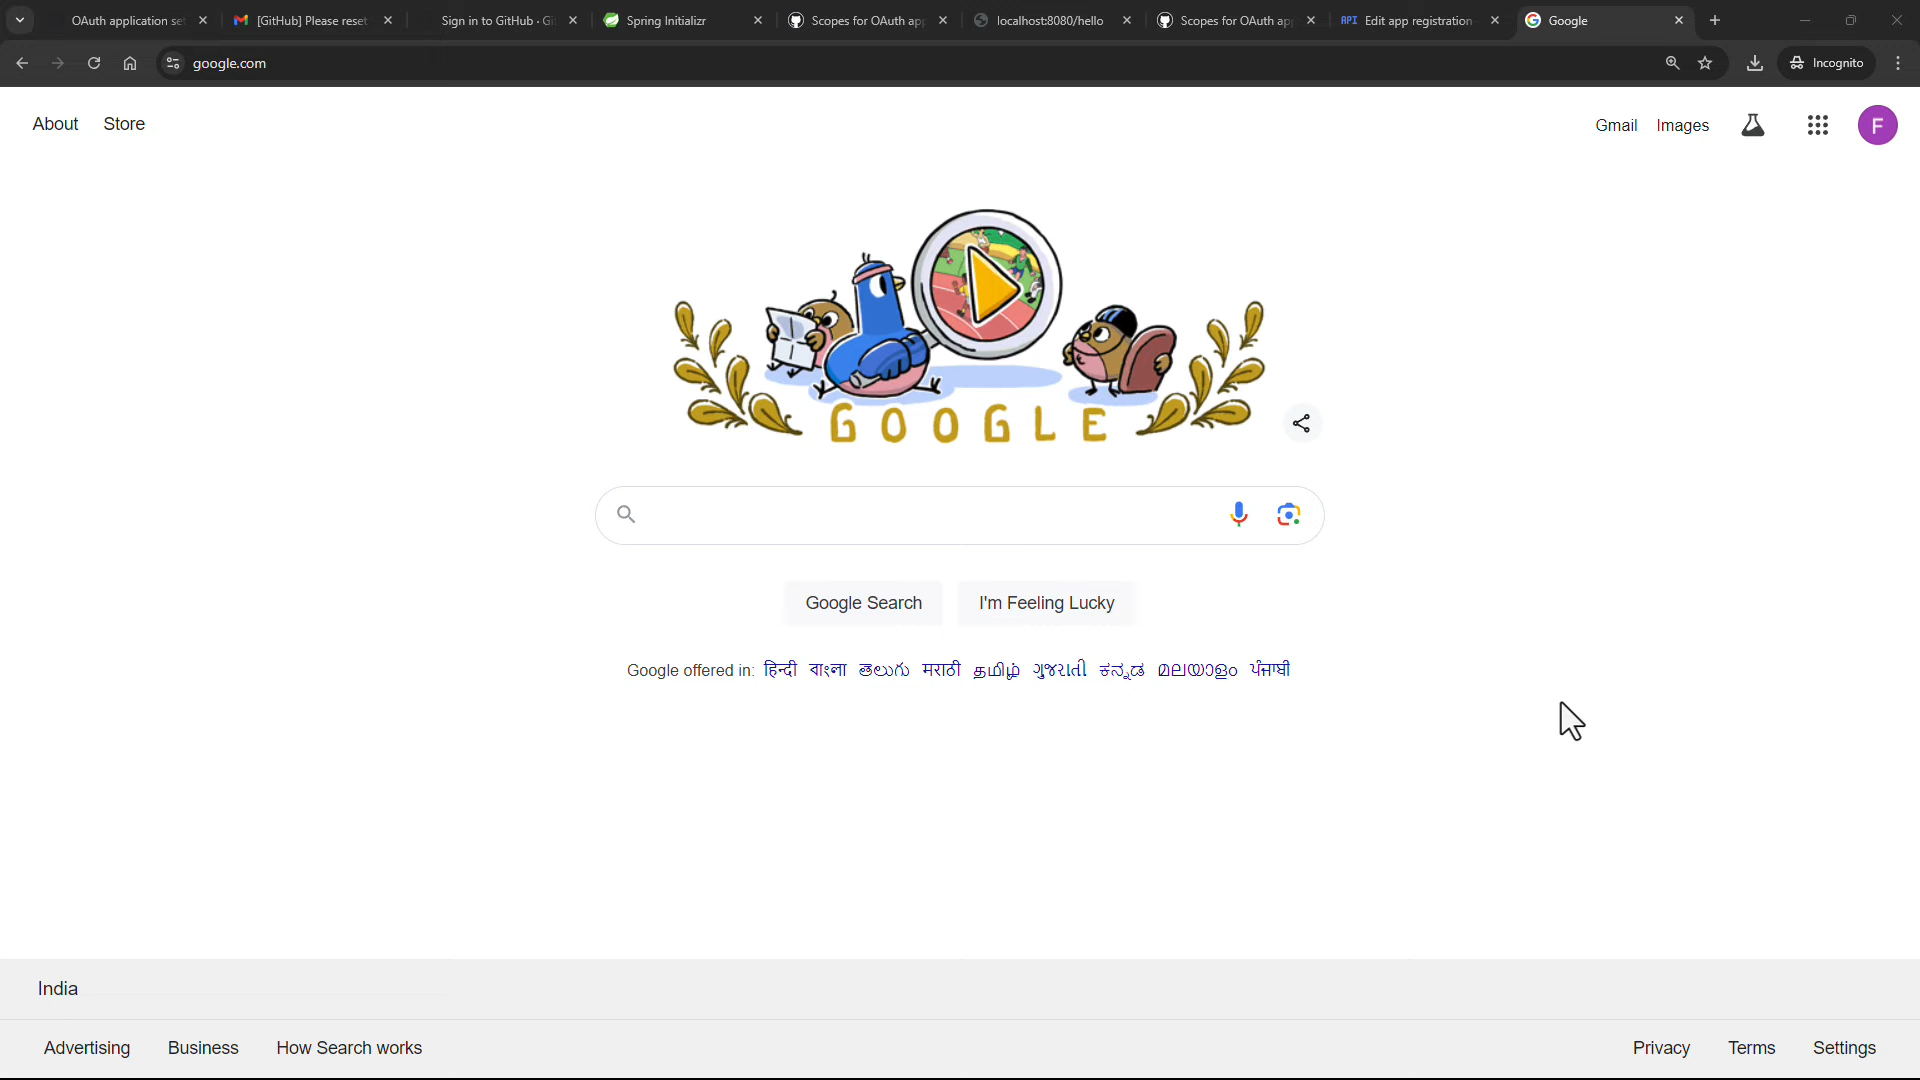 OAuth application se
[GitHub] Please reset
Sign in to GitHub · Gi
Spring Initializr
Scopes for OAuth ap
localhost:8080/hello
Scopes for OAuth ap
API Edit app registration
Google
google.com
Incognito
About Store
Gmail Images F
GOOGLE
Google Search I'm Feeling Lucky
Google offered in: हिन्दी বাংলা తెలుగు मराठी தமிழ் ગુજરાતી ಕನ್ನಡ മലയാളം ਪੰਜਾਬੀ
India
Advertising Business How Search works Privacy Terms Settings